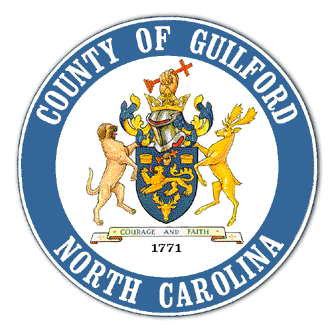 COUNTY OF GUILFORD
COURAGE AND FAITH
1771
NORTH CAROLINA